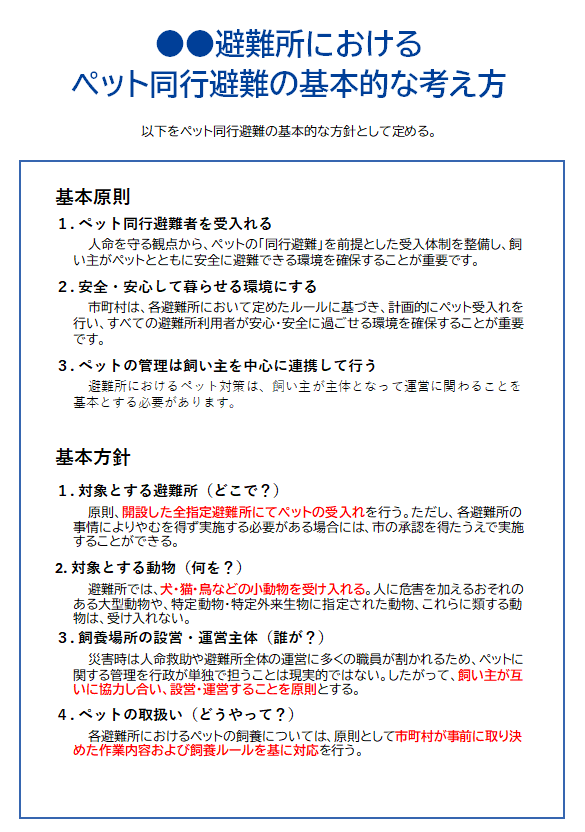 ●●避難所における
ペット同行避難の基本的な考え方
以下をペット同行避難の基本的な方針として定める。
基本原則
１．ペット同行避難者を受入れる
人命を守る観点から、ペットの「同行避難」を前提とした受入体制を整備し、飼
い主がペットとともに安全に避難できる環境を確保することが重要です。
２．安全・安心して暮らせる環境にする
市町村は、各避難所において定めたルールに基づき、計画的にペット受入れを
行い、すべての避難所利用者が安心・安全に過ごせる環境を確保することが重要
です。
３．ペットの管理は飼い主を中心に連携して行う
避難所におけるペット対策は、飼い主が主体となって運営に関わることを
基本とする必要があります。
基本方針
１．対象とする避難所（どこで？）
原則、開設した全指定避難所にてペットの受入れを行う。ただし、各避難所の
事情によりやむを得ず実施する必要がある場合には、市の承認を得たうえで実施
することができる。
2. 対象とする動物（何を？）
避難所では、犬・猫・鳥などの小動物を受け入れる。人に危害を加えるおそれの
ある大型動物や、特定動物・特定外来生物に指定された動物、これらに類する動
物は、受け入れない。
３．飼養場所の設営・運営主体（誰が？）
災害時は人命救助や避難所全体の運営に多くの職員が割かれるため、ペットに
関する管理を行政が単独で担うことは現実的ではない。したがって、飼い主が互
いに協力し合い、設営・運営することを原則とする。
４．ペットの取扱い（どうやって？）
各避難所におけるペットの飼養については、原則として市町村が事前に取り決
めた作業内容および飼養ルールを基に対応を行う。